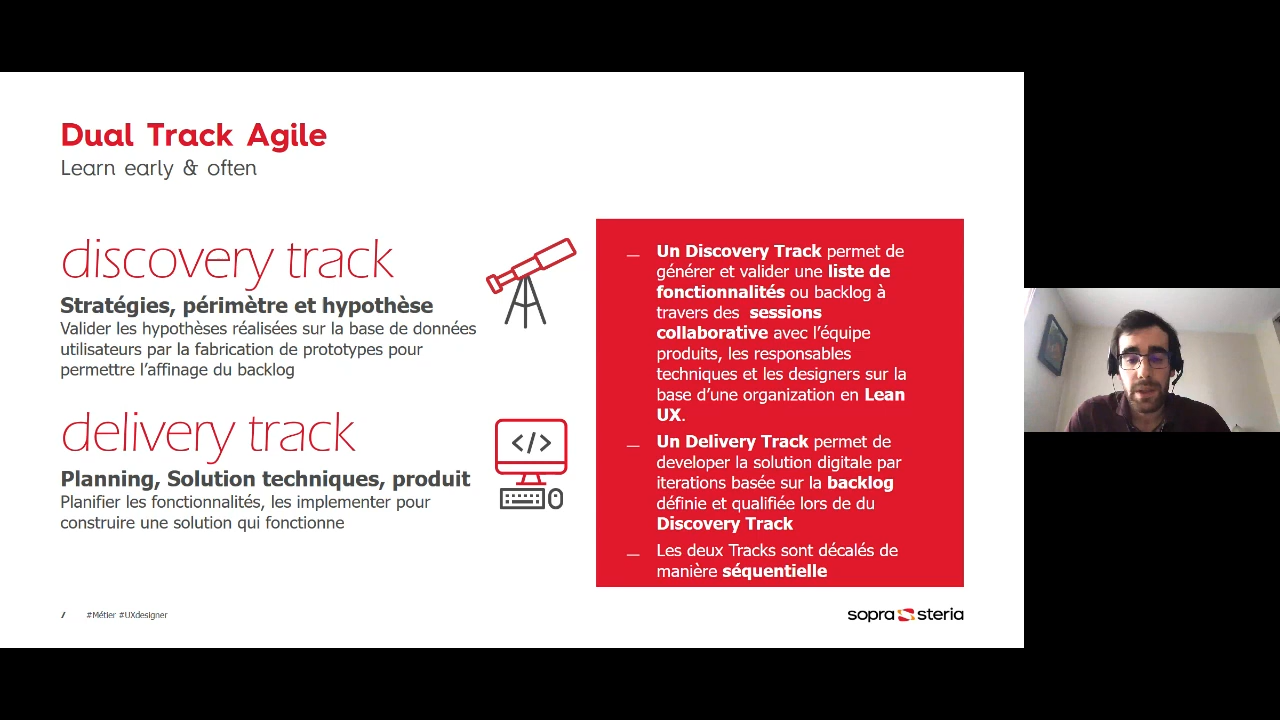 Dual Track Agile
Learn early & often
discovery track
Stratégies, périmètre et hypothèse
Valider les hypothèses réalisées sur la base de données
utilisateurs par la fabrication de prototypes pour
permettre l’affinage du backlog
delivery track
Planning, Solution techniques, produit
Planifier les fonctionnalités, les implementer pour
construire une solution qui fonctionne
</>
_ Un Discovery Track permet de
générer et valider une liste de
fonctionnalités ou backlog à
travers des sessions
collaborative avec l’équipe
produits, les responsables
techniques et les designers sur la
base d’une organization en Lean
UX.
_ Un Delivery Track permet de
developer la solution digitale par
iterations basée sur la backlog
définie et qualifiée lors de du
Discovery Track
_ Les deux Tracks sont décalés de
manière séquentielle
/ #Métier #UXdesigner
sopra steria